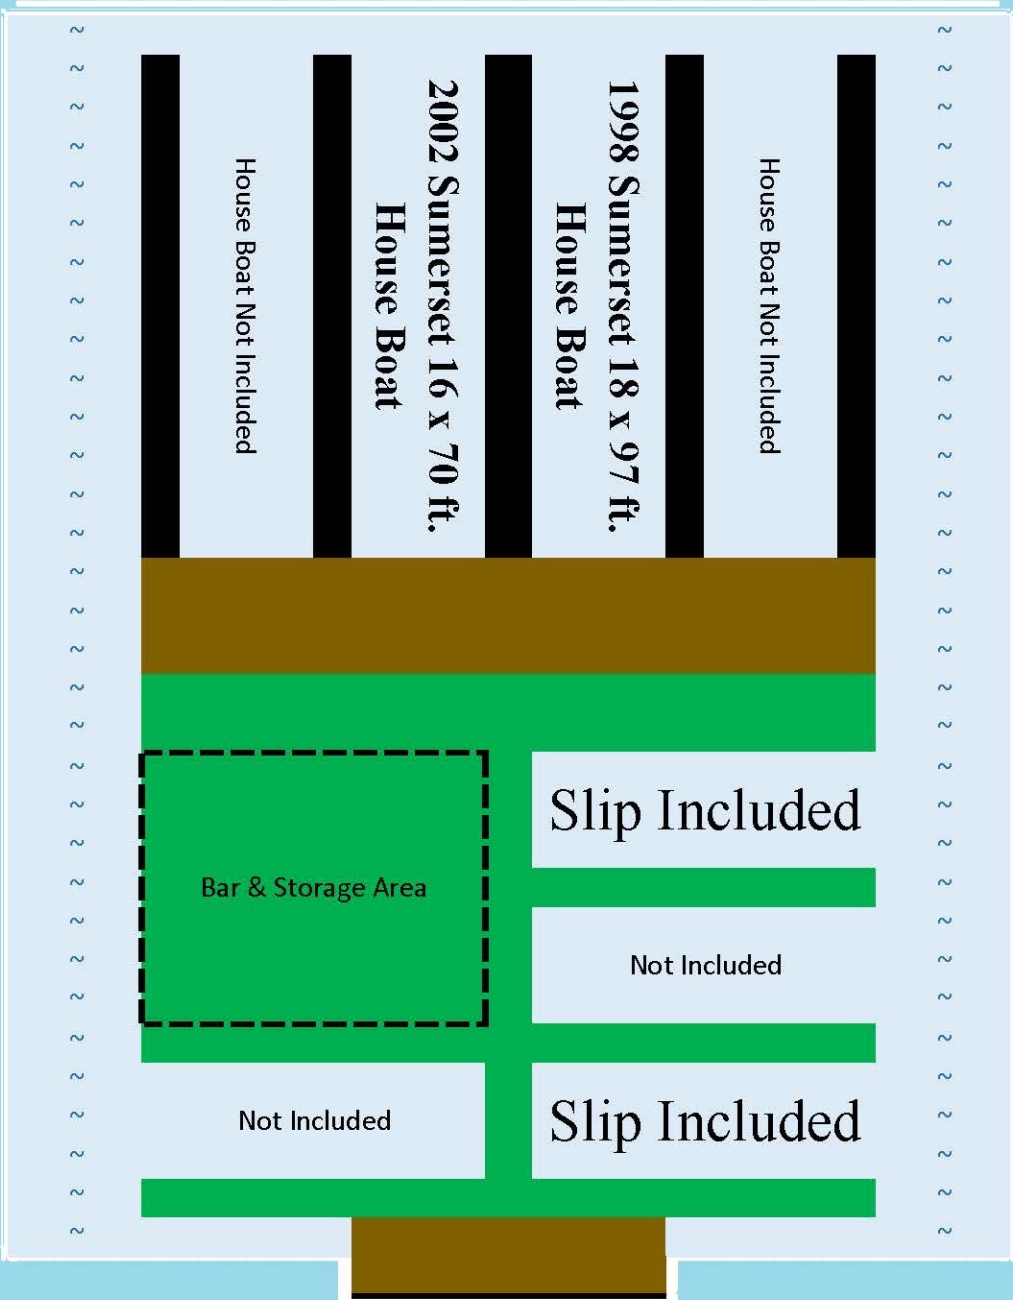 House Boat Not Included
2002 Sumerset 16 x 70 ft.
House Boat
1998 Sumerset 18 x 97 ft.
House Boat
House Boat Not Included
Slip Included
Bar & Storage Area
Not Included
Not Included
Slip Included